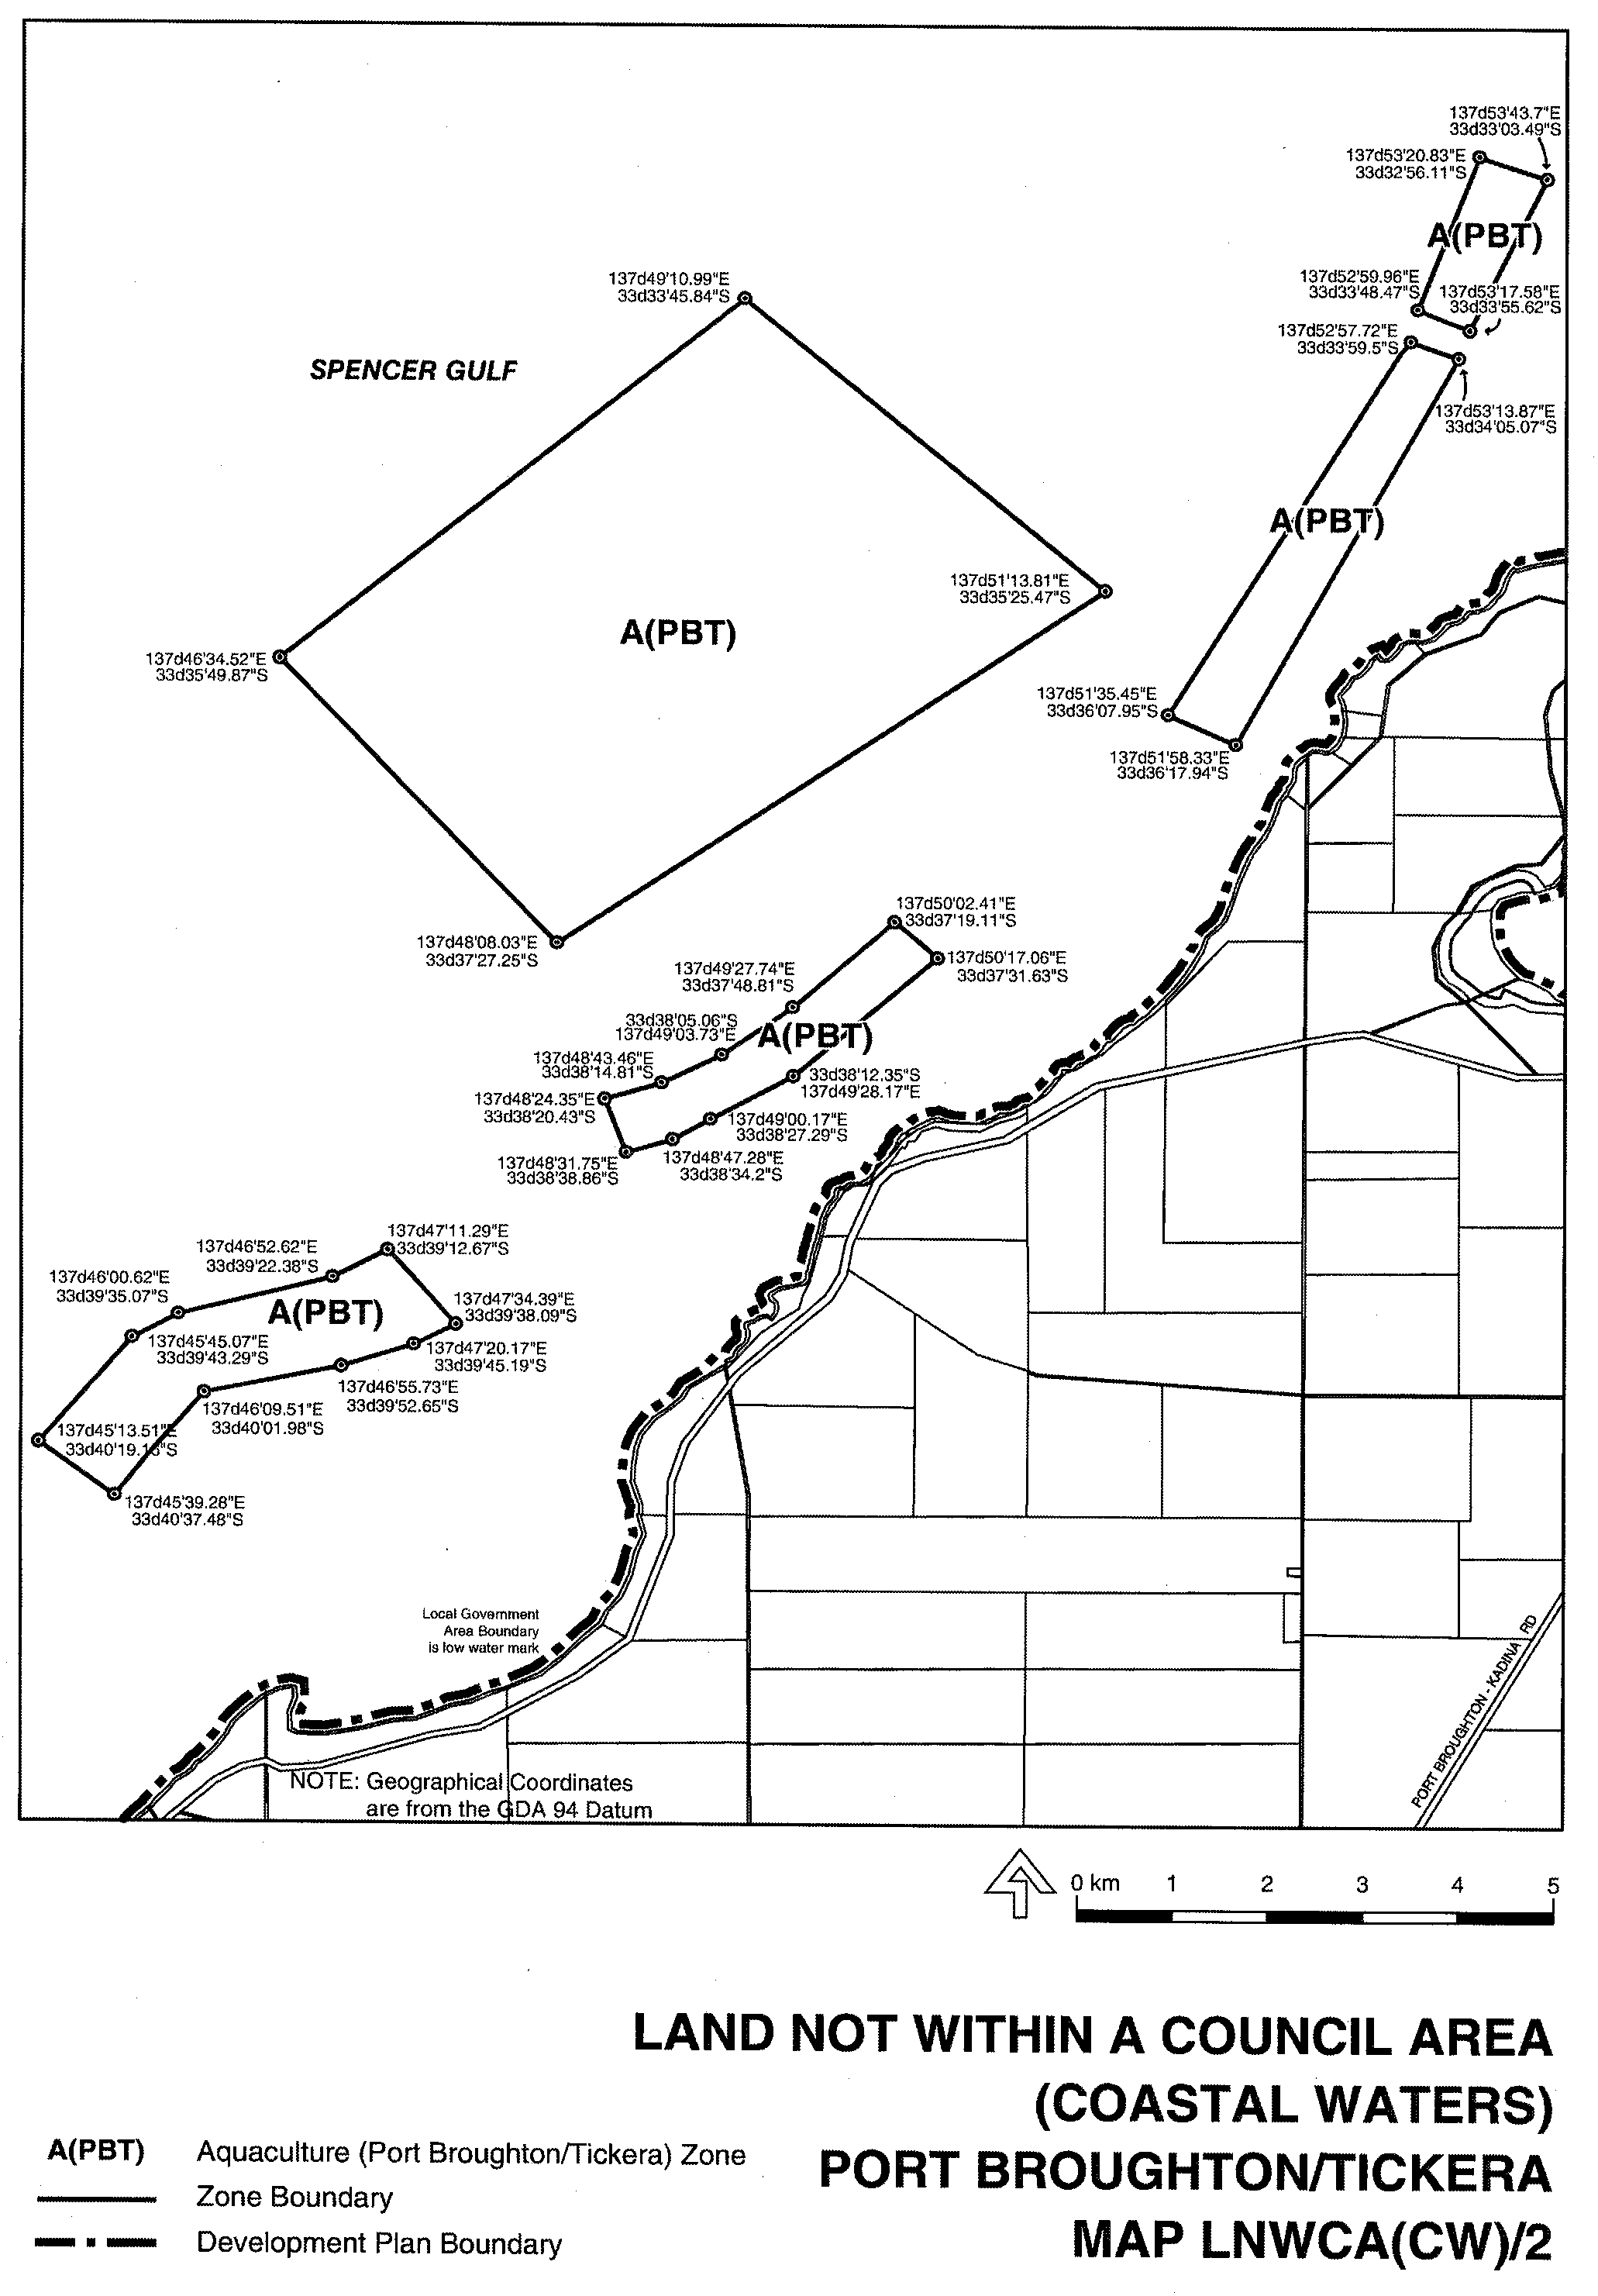 137d53'43.7"E
33d33'03.49"S
137d53'20.83"E
33d32'56.11"S
A(PBT)
137d52'59.96"E
33d33'48.47"S
137d53'17.58"E
33d33'55.62"S
137d49'10.99"E
33d33'45.84"S
137d52'57.72"E
33d33'59.5"S
SPENCER GULF
137d53'13.87"E
33d34'05.07"S
A(PBT)
137d51'13.81"E
33d35'25.47"S
A(PBT)
137d46'34.52"E
33d35'49.87"S
137d51'35.45"E
33d36'07.95"S
137d51'58.33"E
33d36'17.94"S
137d50'02.41"E
33d37'19.11"S
137d48'08.03"E
33d37'27.25"S
137d50'17.06"E
33d37'31.63"S
137d49'27.74"E
33d37'48.81"S
33d38'05.06"S
137d49'03.73"E
A(PBT)
137d48'43.46"E
33d38'14.81"S
33d38'12.35"S
137d49'28.17"E
137d48'24.35"E
33d38'20.43"S
137d49'00.17"E
33d38'27.29"S
137d48'31.75"E
33d38'38.86"S
137d48'47.28"E
33d38'34.2"S
137d47'11.29"E
33d39'12.67"S
137d46'52.62"E
33d39'22.38"S
137d46'00.62"E
33d39'35.07"S
A(PBT)
137d47'34.39"E
33d39'38.09"S
137d45'45.07"E
33d39'43.29"S
137d47'20.17"E
33d39'45.19"S
137d46'55.73"E
33d39'52.65"S
137d46'09.51"E
33d40'01.98"S
137d45'13.51"E
33d40'19.13"S
137d45'39.28"E
33d40'37.48"S
Local Government
Area Boundary
is low water mark
PORT BROUGHTON - KADINA RD
NOTE: Geographical Coordinates
are from the GDA 94 Datum
0 km 1 2 3 4 5
LAND NOT WITHIN A COUNCIL AREA
(COASTAL WATERS)
PORT BROUGHTON/TICKERA
MAP LNWCA(CW)/2
A(PBT) Aquaculture (Port Broughton/Tickera) Zone
Zone Boundary
Development Plan Boundary